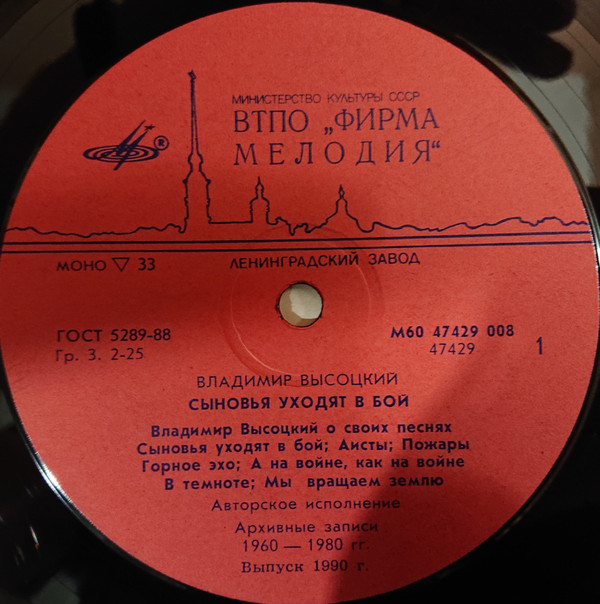 МИНИСТЕРСТВО КУЛЬТУРЫ СССР
ВТПО „ФИРМА
МЕЛОДИЯ“
®
МОНО ▽ 33
ЛЕНИНГРАДСКИЙ ЗАВОД
ГОСТ 5289-88
Гр. 3. 2-25
М60 47429 008
47429
1
ВЛАДИМИР ВЫСОЦКИЙ
СЫНОВЬЯ УХОДЯТ В БОЙ
Владимир Высоцкий о своих песнях
Сыновья уходят в бой; Аисты; Пожары
Горное эхо; А на войне, как на войне
В темноте; Мы вращаем землю
Авторское исполнение
Архивные записи
1960 — 1980 гг.
Выпуск 1990 г.